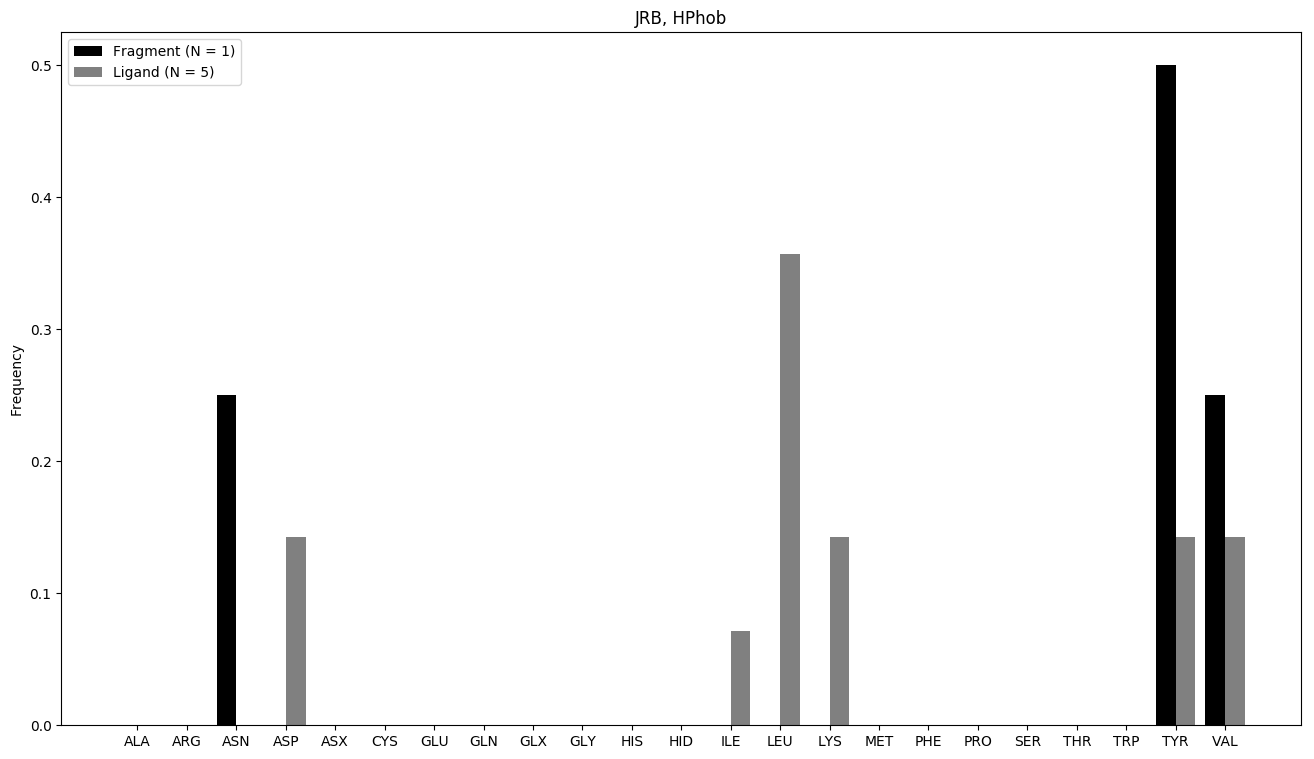 JRB, HPhob
Fragment (N = 1)
Ligand (N = 5)
Frequency
0.5
0.4
0.3
0.2
0.1
0.0
ALA ARG ASN ASP ASX CYS GLU GLN GLX GLY HIS HID ILE LEU LYS MET PHE PRO SER THR TRP TYR VAL